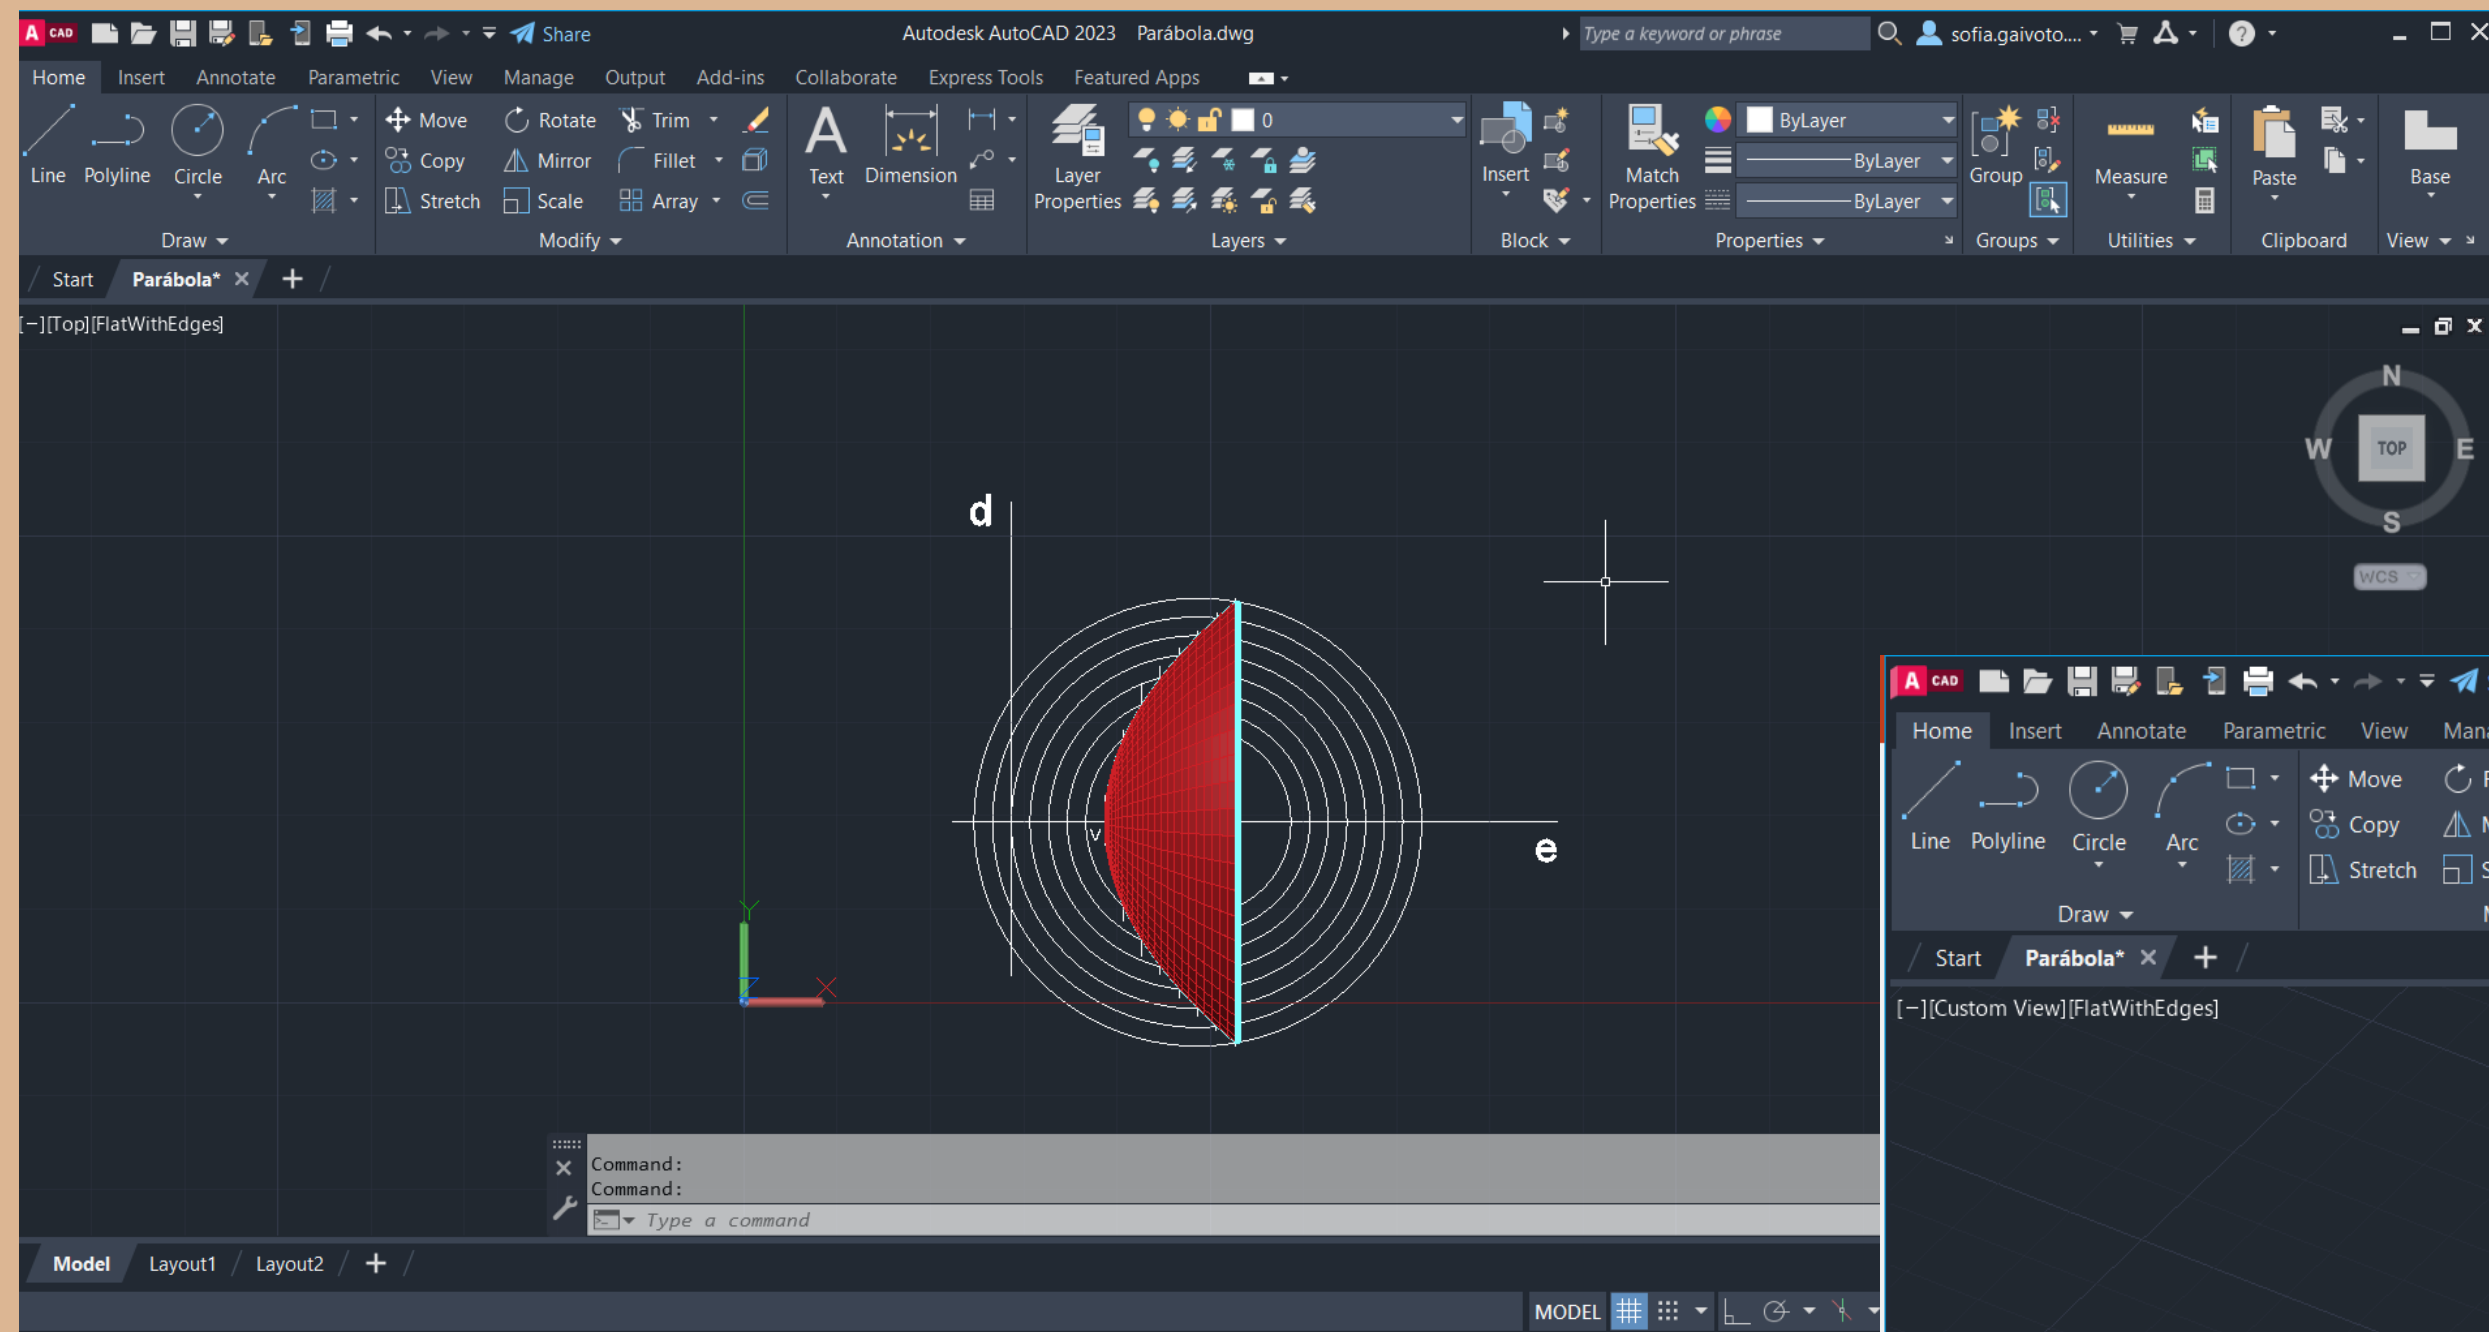 A CAD Share Autodesk AutoCAD 2023 Parábola.dwg Type a keyword or phrase sofia.gaivoto....
Home Insert Annotate Parametric View Manage Output Add-ins Collaborate Express Tools Featured Apps
Move Rotate Trim 0 ByLayer
Copy Mirror Fillet ByLayer
Line Polyline Circle Arc Text Dimension Layer Properties Insert Match Properties Group Measure Paste Base
Stretch Scale Array ByLayer
Draw Modify Annotation Layers Block Properties Groups Utilities Clipboard View
Start Parábola*
[−][Top][FlatWithEdges]
N
W TOP E
S
WCS
d
v
e
Y
X
Z
Command:
Command:
Type a command
Model Layout1 Layout2
MODEL
A CAD
Home Insert Annotate Parametric View Mana
Move R
Copy M
Line Polyline Circle Arc
Stretch S
Draw M
Start Parábola*
[−][Custom View][FlatWithEdges]